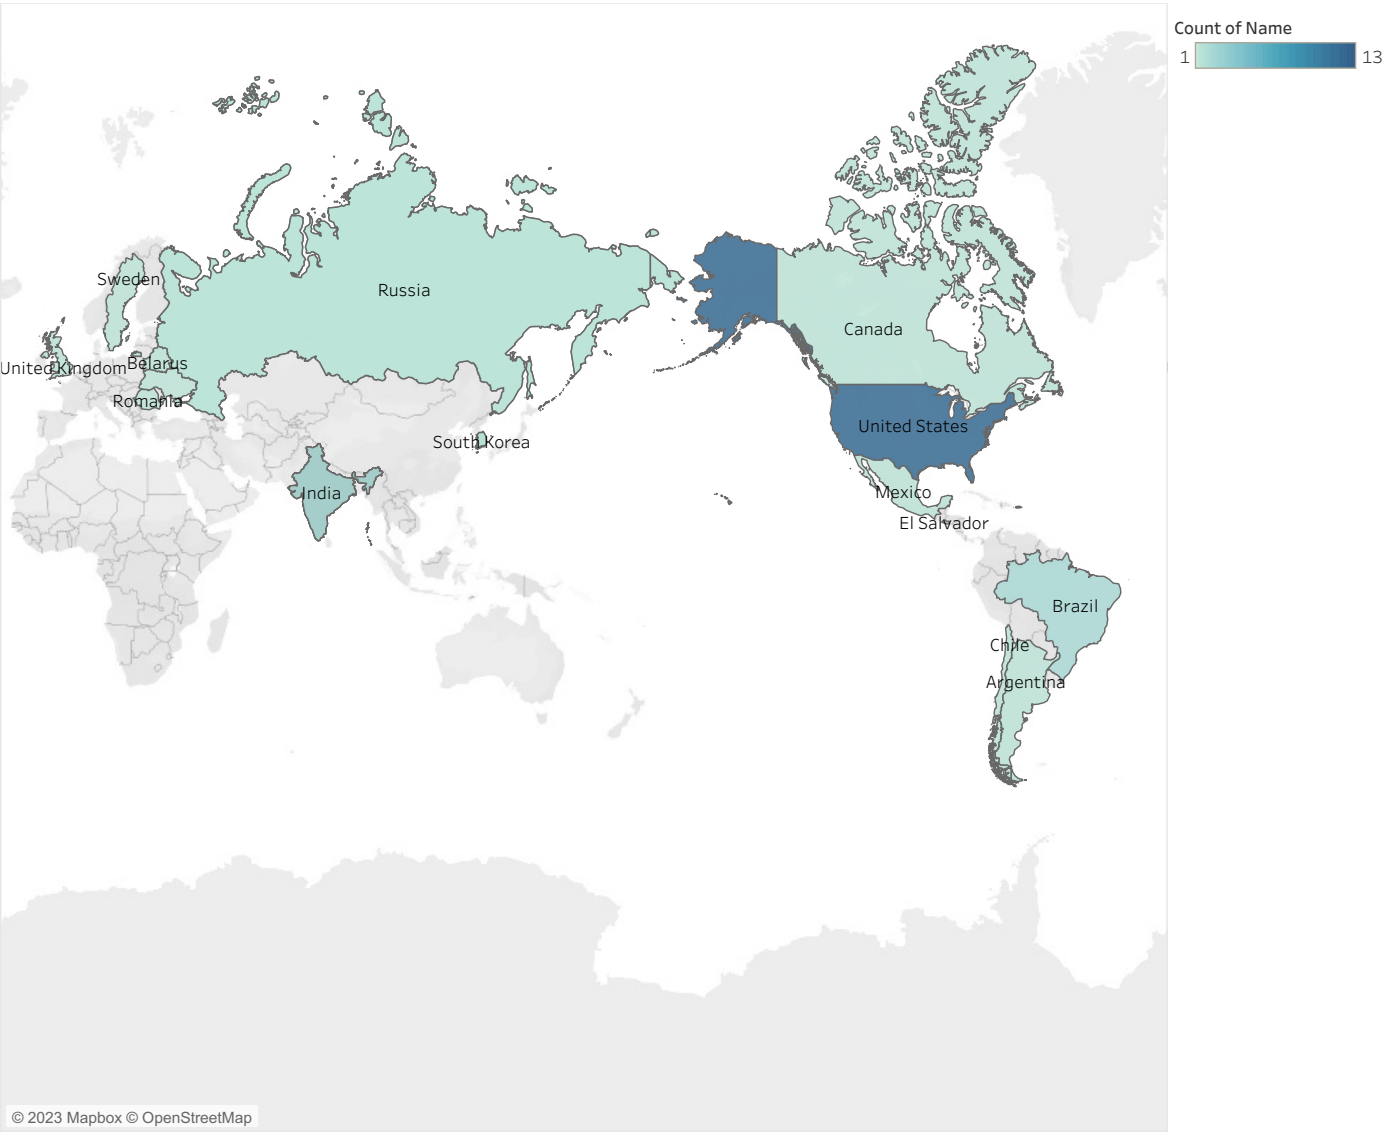 Count of Name
1 13
Sweden
Russia
Canada
United Kingdom
Belarus
Romania
United States
South Korea
India
Mexico
El Salvador
Brazil
Chile
Argentina
© 2023 Mapbox © OpenStreetMap